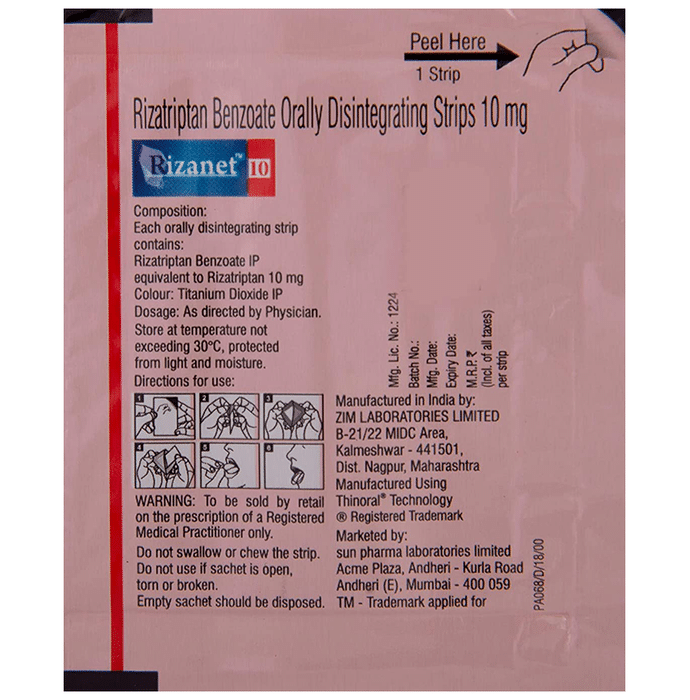 Peel Here
1 Strip
Rizatriptan Benzoate Orally Disintegrating Strips 10 mg
Rizanet™ 10
Composition:
Each orally disintegrating strip
contains:
Rizatriptan Benzoate IP
equivalent to Rizatriptan 10 mg
Colour: Titanium Dioxide IP
Dosage: As directed by Physician.
Store at temperature not
exceeding 30°C, protected
from light and moisture.
Directions for use:
1
2
3
4
5
6
WARNING: To be sold by retail
on the prescription of a Registered
Medical Practitioner only.
Do not swallow or chew the strip.
Do not use if sachet is open,
torn or broken.
Empty sachet should be disposed.
Mfg. Lic. No.: 1224
Batch No.:
Mfg. Date:
Expiry Date:
M.R.P.₹
(Incl. of all taxes)
per strip
Manufactured in India by:
ZIM LABORATORIES LIMITED
B-21/22 MIDC Area,
Kalmeshwar - 441501,
Dist. Nagpur, Maharashtra
Manufactured Using
Thinoral® Technology
® Registered Trademark
Marketed by:
sun pharma laboratories limited
Acme Plaza, Andheri - Kurla Road
Andheri (E), Mumbai - 400 059
TM - Trademark applied for
PA068/D/18/00